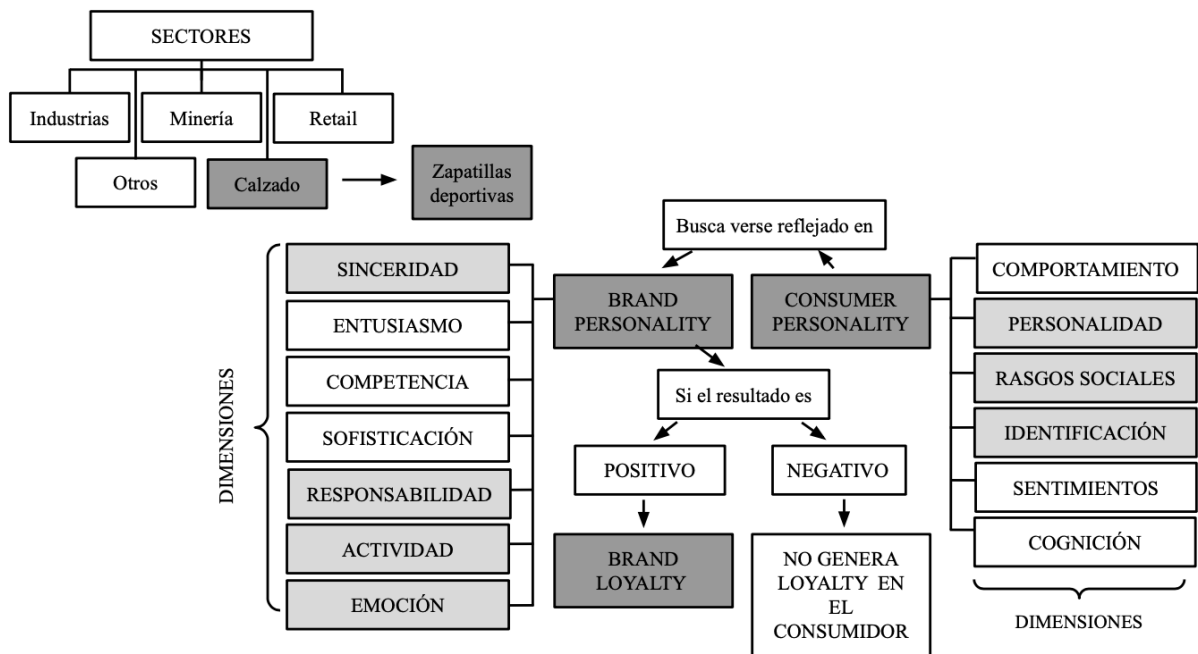 SECTORES
Industrias
Minería
Retail
Otros
Calzado
Zapatillas
deportivas
Busca verse reflejado en
DIMENSIONES
SINCERIDAD
ENTUSIASMO
COMPETENCIA
SOFISTICACIÓN
RESPONSABILIDAD
ACTIVIDAD
EMOCIÓN
BRAND
PERSONALITY
CONSUMER
PERSONALITY
Si el resultado es
POSITIVO
NEGATIVO
BRAND
LOYALTY
NO GENERA
LOYALTY EN
EL
CONSUMIDOR
COMPORTAMIENTO
PERSONALIDAD
RASGOS SOCIALES
IDENTIFICACIÓN
SENTIMIENTOS
COGNICIÓN
DIMENSIONES